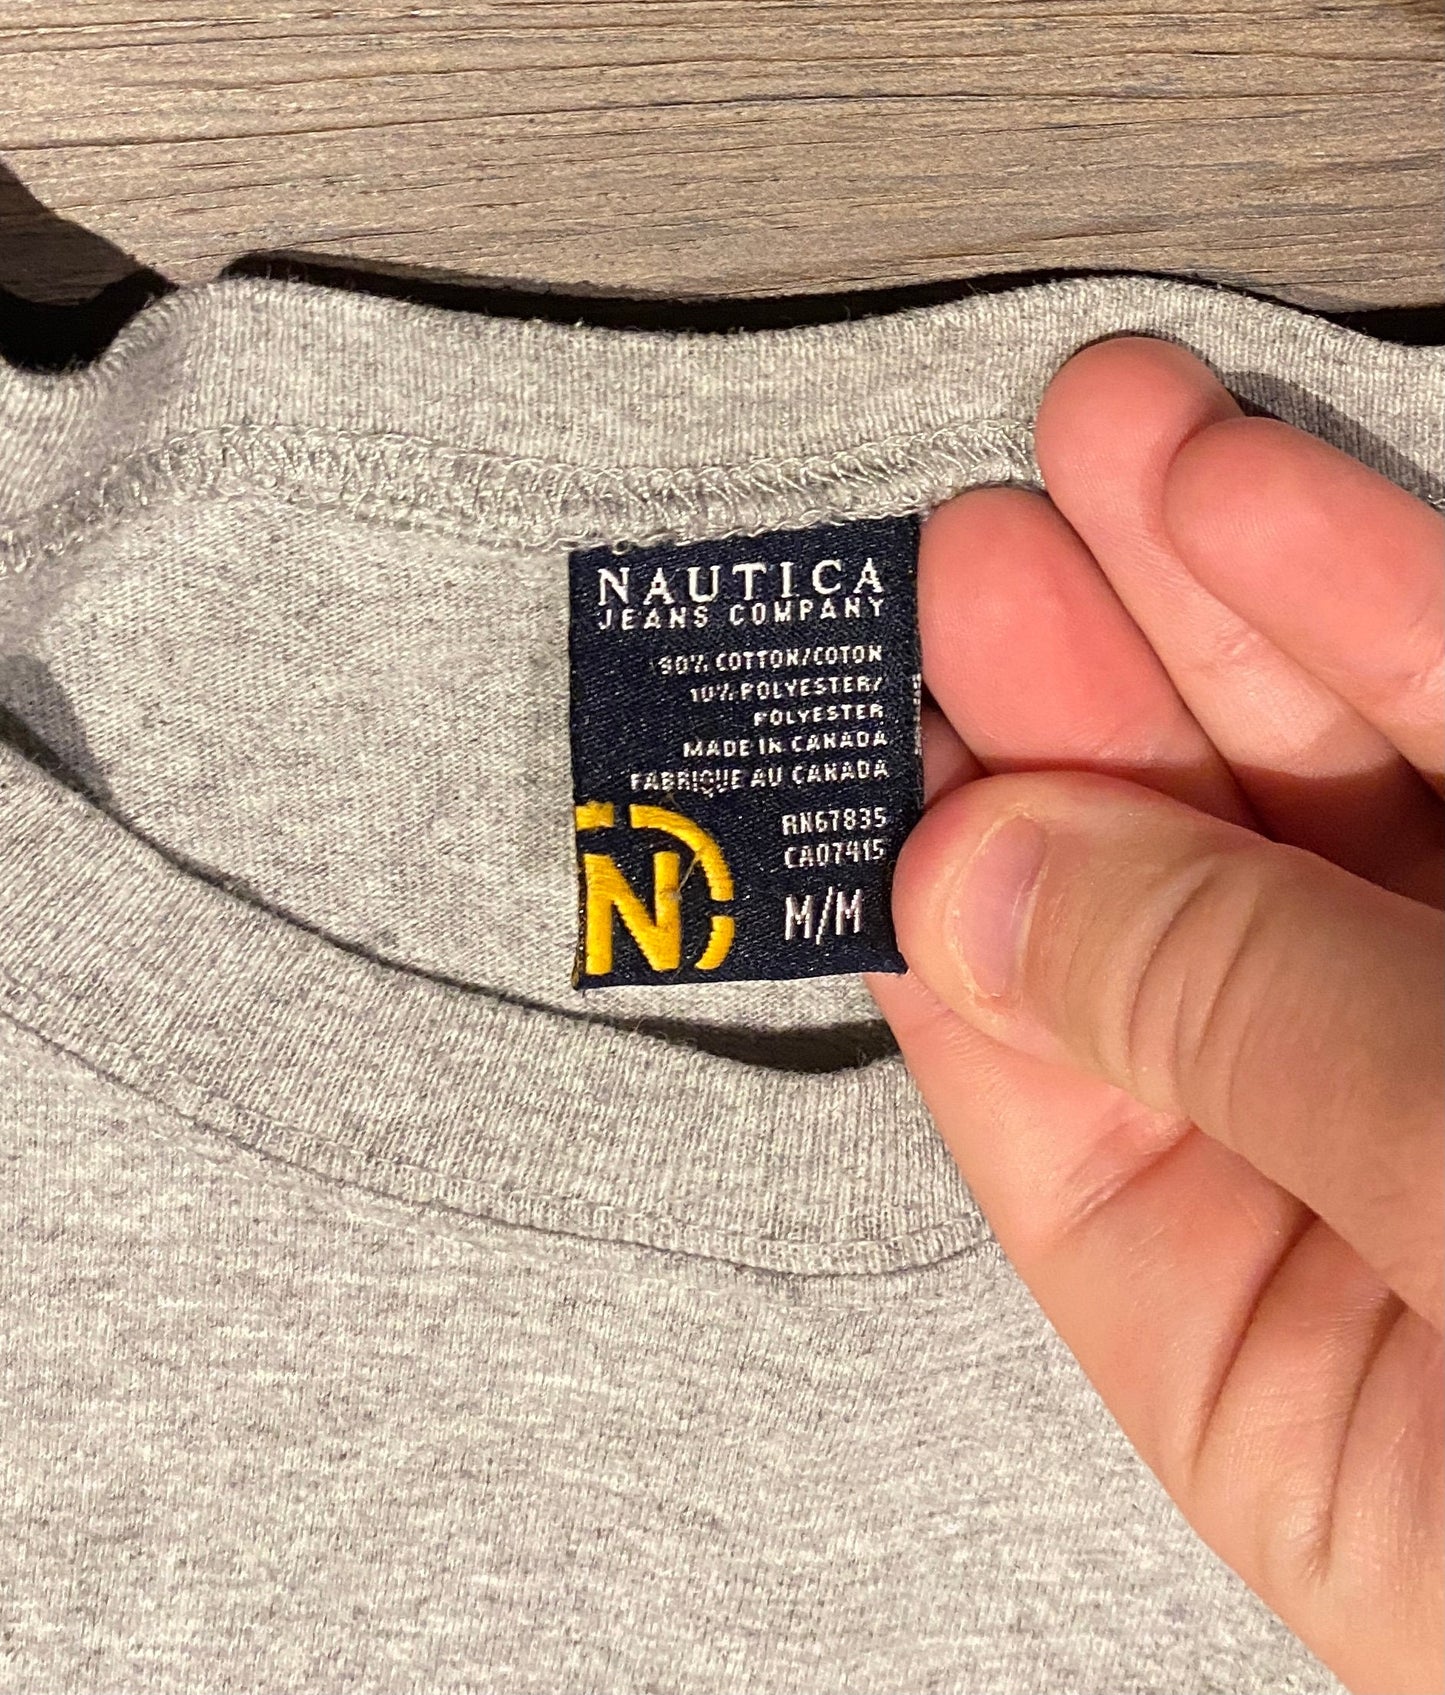 NAUTICA
JEANS COMPANY
90% COTTON/COTON
10% POLYESTER/
POLYESTER
MADE IN CANADA
FABRIQUE AU CANADA
RN67835
CA07415
N
M/M